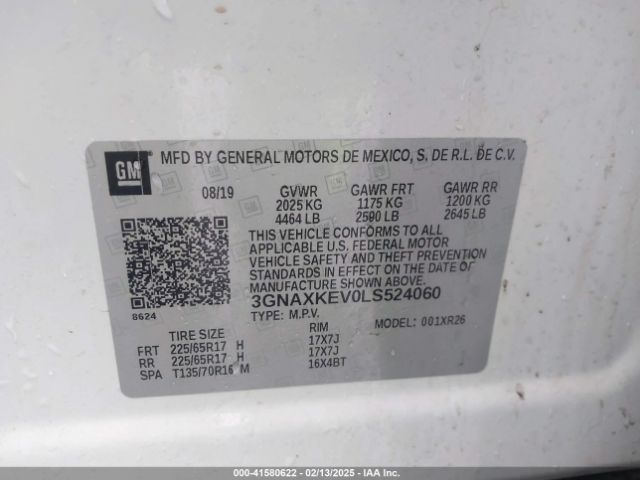 GM
MFD BY GENERAL MOTORS DE MEXICO, S. DE R.L. DE C.V.
08/19 GVWR GAWR FRT GAWR RR
2025 KG 1175 KG 1200 KG
4464 LB 2590 LB 2645 LB
THIS VEHICLE CONFORMS TO ALL
APPLICABLE U.S. FEDERAL MOTOR
VEHICLE SAFETY AND THEFT PREVENTION
STANDARDS IN EFFECT ON THE DATE OF
MANUFACTURE SHOWN ABOVE.
3GNAXKEV0LS524060
8624
TYPE: M.P.V. MODEL: 001XR26
TIRE SIZE RIM
FRT 225/65R17 H 17X7J
RR 225/65R17 H 17X7J
SPA T135/70R16 M 16X4BT
000-41580622 - 02/13/2025 - IAAI.COM